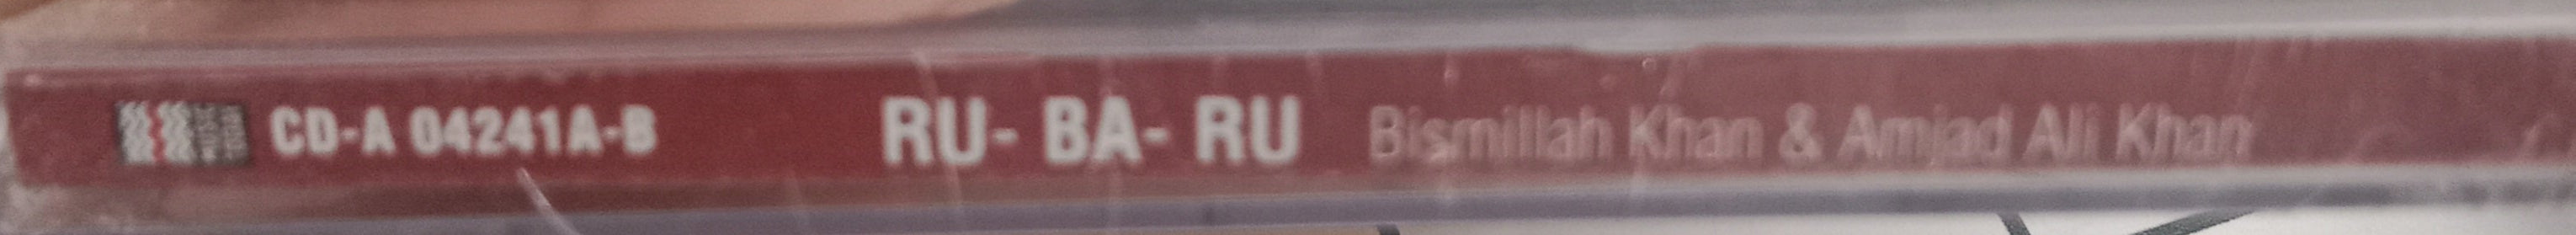 CD-A 04241A-B RU- BA- RU Bismillah Khan & Amjad Ali Khan